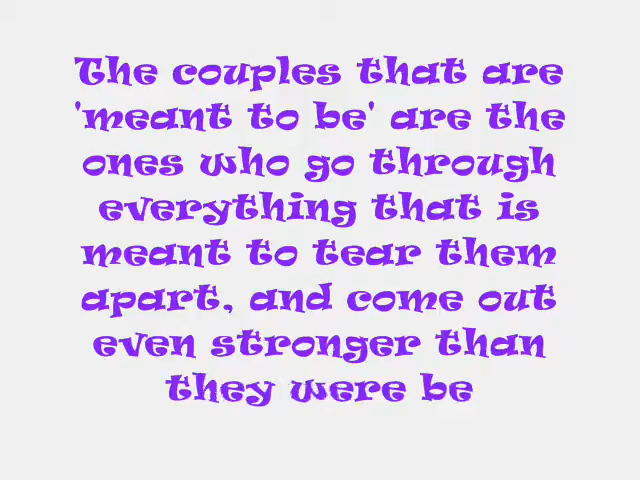 The couples that are
'meant to be' are the
ones who go through
everything that is
meant to tear them
apart, and come out
even stronger than
they were be